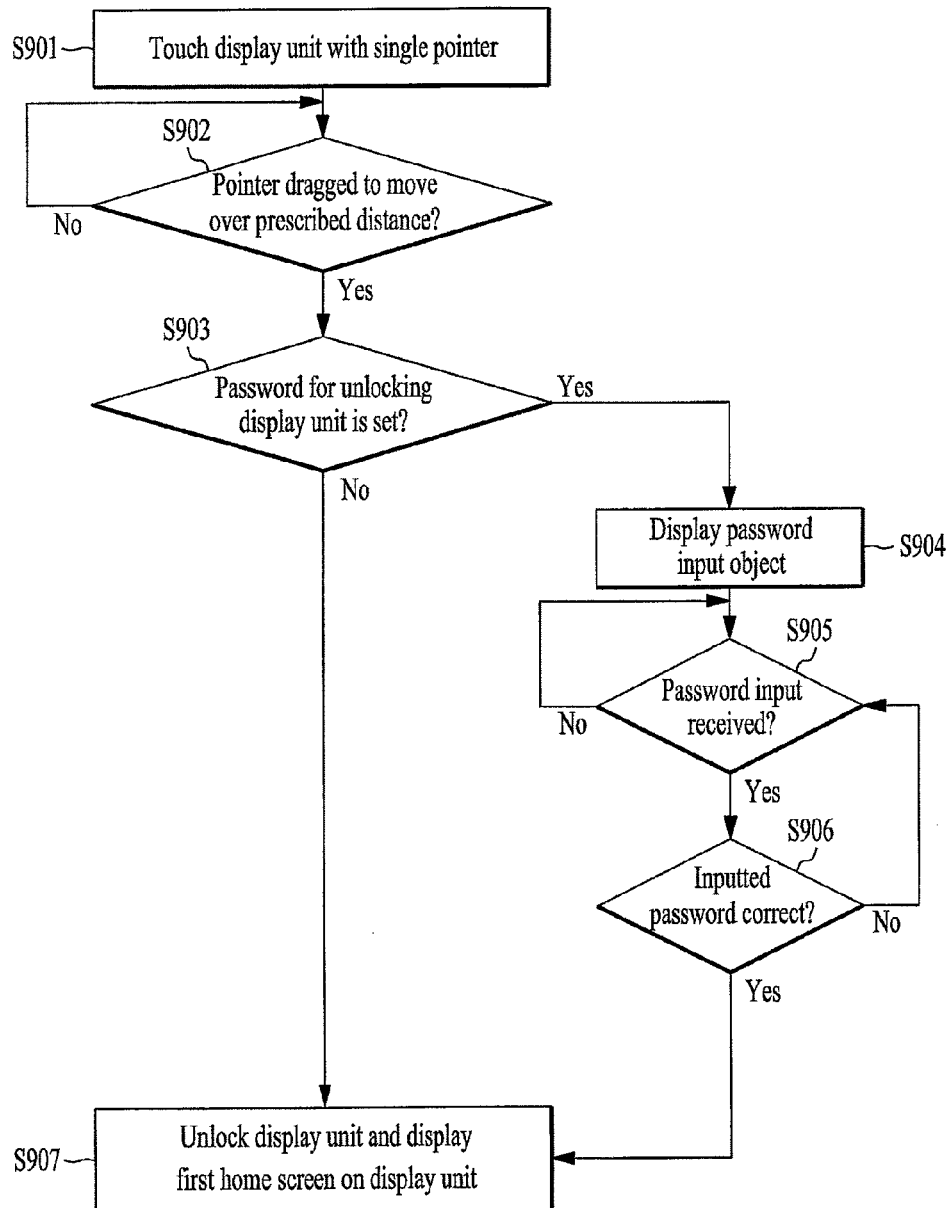 S901
Touch display unit with single pointer
S902
Pointer dragged to move
over prescribed distance?
No
Yes
S903
Password for unlocking
display unit is set?
Yes
No
Display password
input object
S904
S905
Password input
received?
No
Yes
S906
Inputted
password correct?
No
Yes
S907
Unlock display unit and display
first home screen on display unit